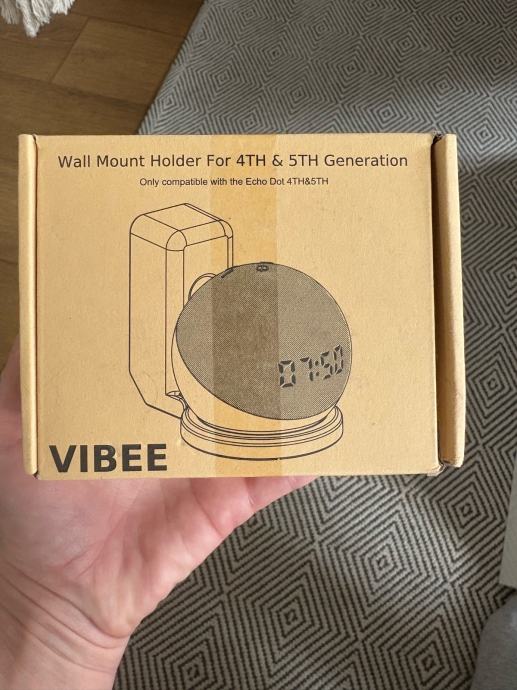 Wall Mount Holder For 4TH & 5TH Generation
Only compatible with the Echo Dot 4TH&5TH
07:50
VIBEE